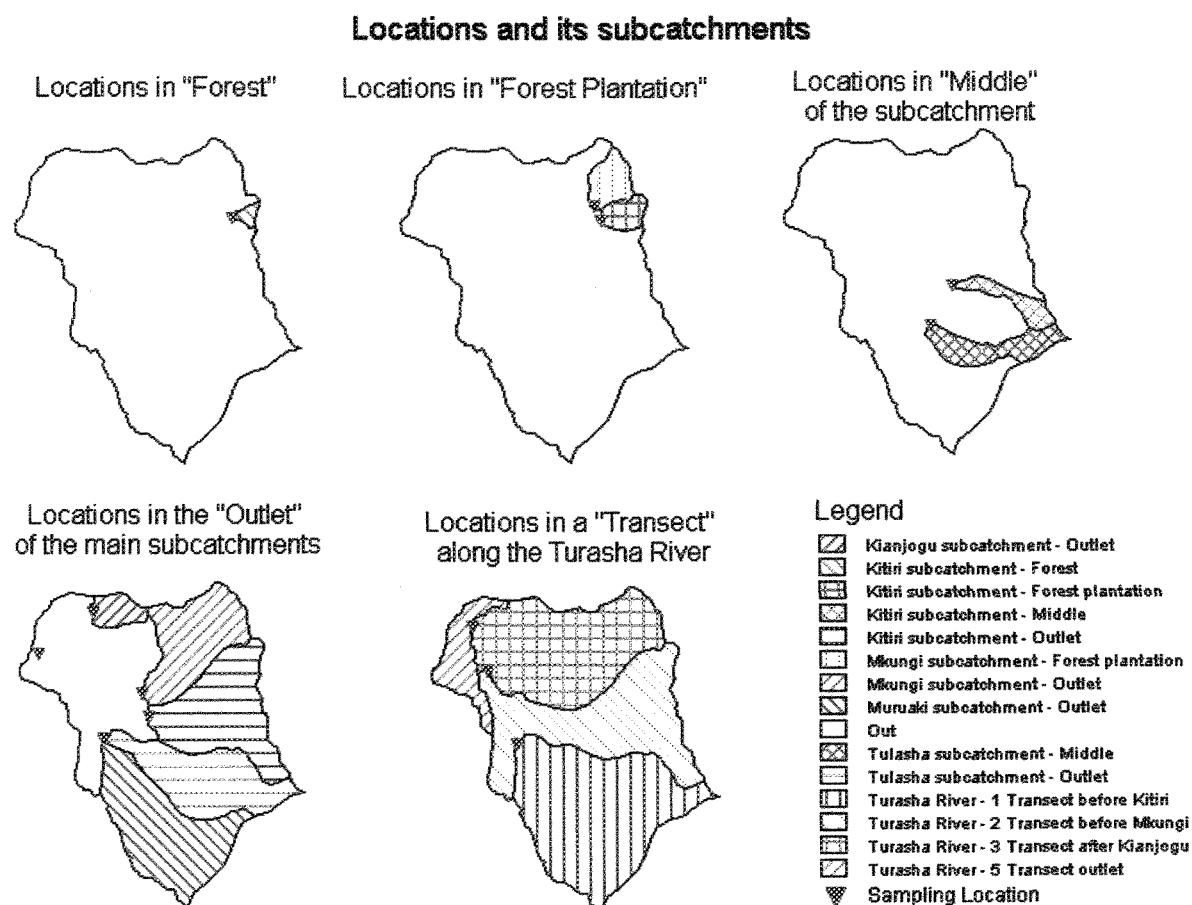 Locations and its subcatchments
Locations in "Forest"
Locations in "Forest Plantation"
Locations in "Middle"
of the subcatchment
Locations in the "Outlet"
of the main subcatchments
Locations in a "Transect"
along the Turasha River
Legend
Kianjogu subcatchment - Outlet
Kitiri subcatchment - Forest
Kitiri subcatchment - Forest plantation
Kitiri subcatchment - Middle
Kitiri subcatchment - Outlet
Mkungi subcatchment - Forest plantation
Mkungi subcatchment - Outlet
Muruaki subcatchment - Outlet
Out
Tulasha subcatchment - Middle
Tulasha subcatchment - Outlet
Turasha River - 1 Transect before Kitiri
Turasha River - 2 Transect before Mkungi
Turasha River - 3 Transect after Kianjogu
Turasha River - 5 Transect outlet
Sampling Location